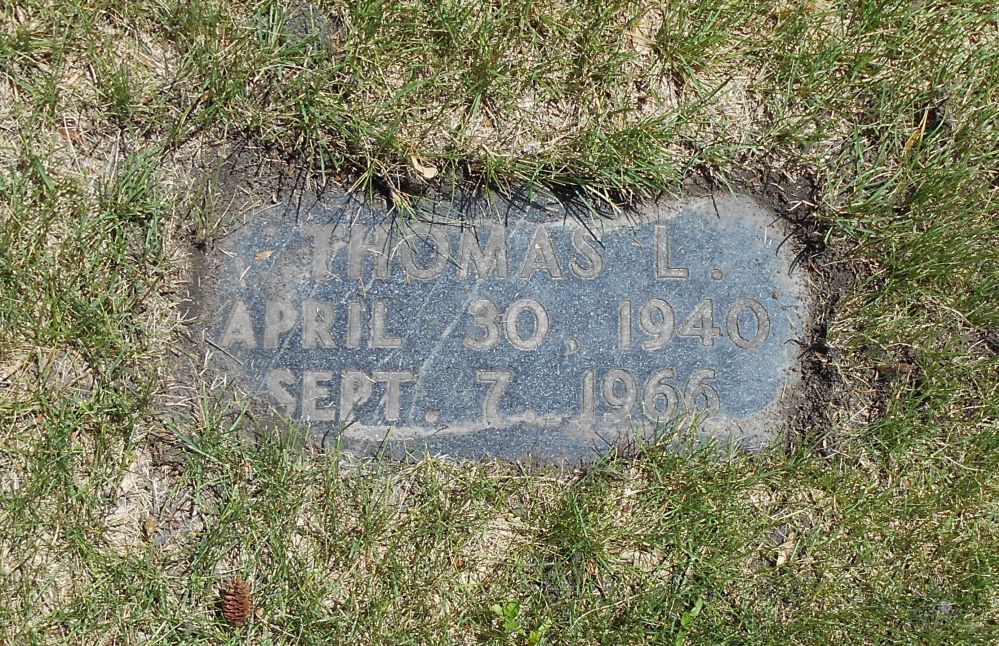 THOMAS L.
APRIL 30, 1940
SEPT. 7, 1966